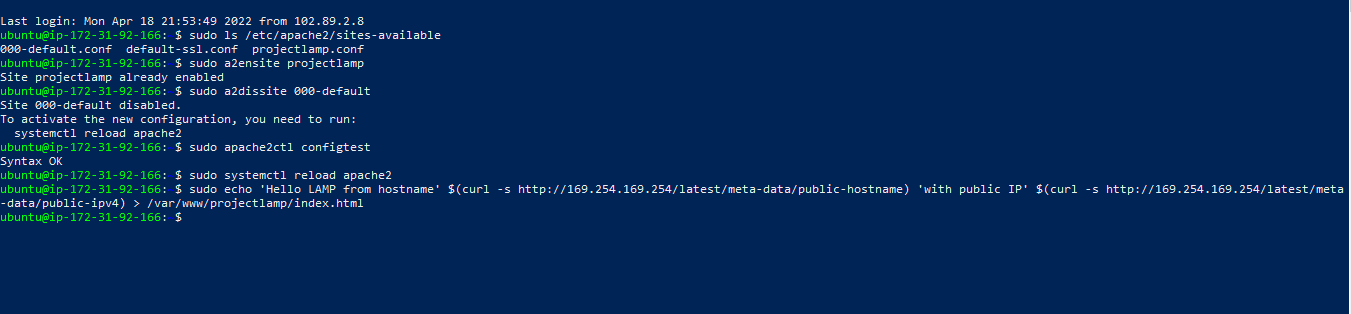 Last login: Mon Apr 18 21:53:49 2022 from 102.89.2.8
ubuntu@ip-172-31-92-166: $ sudo ls /etc/apache2/sites-available
000-default.conf  default-ssl.conf  projectlamp.conf
ubuntu@ip-172-31-92-166: $ sudo a2ensite projectlamp
Site projectlamp already enabled
ubuntu@ip-172-31-92-166: $ sudo a2dissite 000-default
Site 000-default disabled.
To activate the new configuration, you need to run:
  systemctl reload apache2
ubuntu@ip-172-31-92-166: $ sudo apache2ctl configtest
Syntax OK
ubuntu@ip-172-31-92-166: $ sudo systemctl reload apache2
ubuntu@ip-172-31-92-166: $ sudo echo 'Hello LAMP from hostname' $(curl -s http://169.254.169.254/latest/meta-data/public-hostname) 'with public IP' $(curl -s http://169.254.169.254/latest/meta
-data/public-ipv4) > /var/www/projectlamp/index.html
ubuntu@ip-172-31-92-166: $